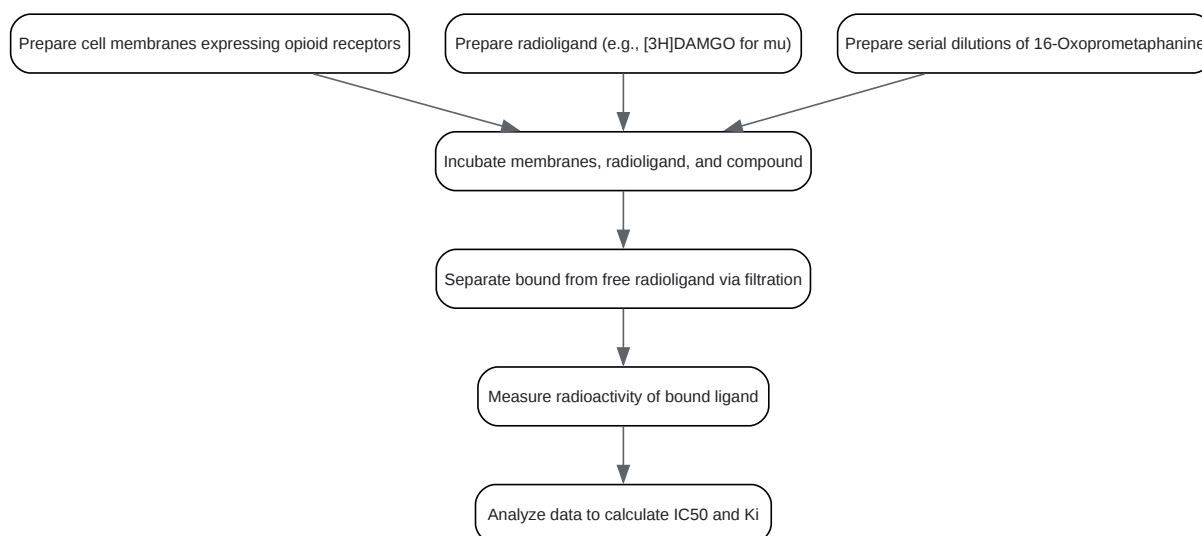 Prepare cell membranes expressing opioid receptors
Prepare radioligand (e.g., [3H]DAMGO for mu)
Prepare serial dilutions of 16-Oxoprometaphanine
Incubate membranes, radioligand, and compound
Separate bound from free radioligand via filtration
Measure radioactivity of bound ligand
Analyze data to calculate IC50 and Ki